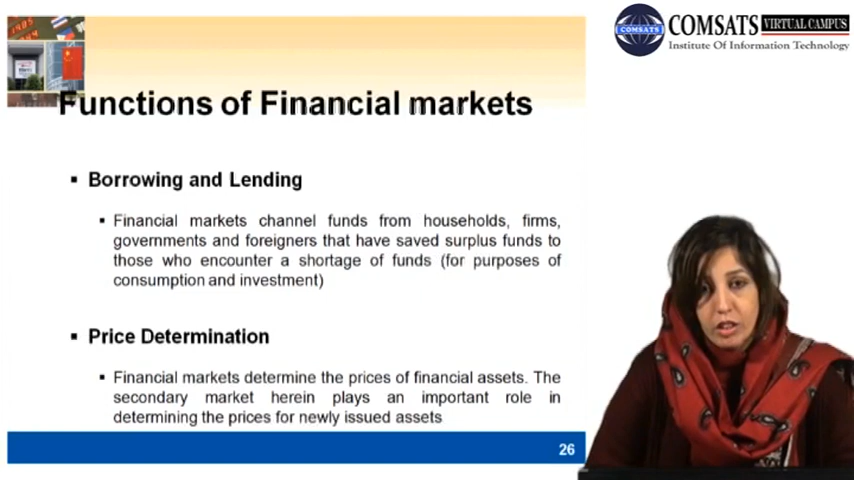 COMSATS VIRTUAL CAMPUS
COMSATS
Institute Of Information Technology
Functions of Financial markets
▪ Borrowing and Lending
▪ Financial markets channel funds from households, firms,
governments and foreigners that have saved surplus funds to
those who encounter a shortage of funds (for purposes of
consumption and investment)
▪ Price Determination
▪ Financial markets determine the prices of financial assets. The
secondary market herein plays an important role in
determining the prices for newly issued assets
26